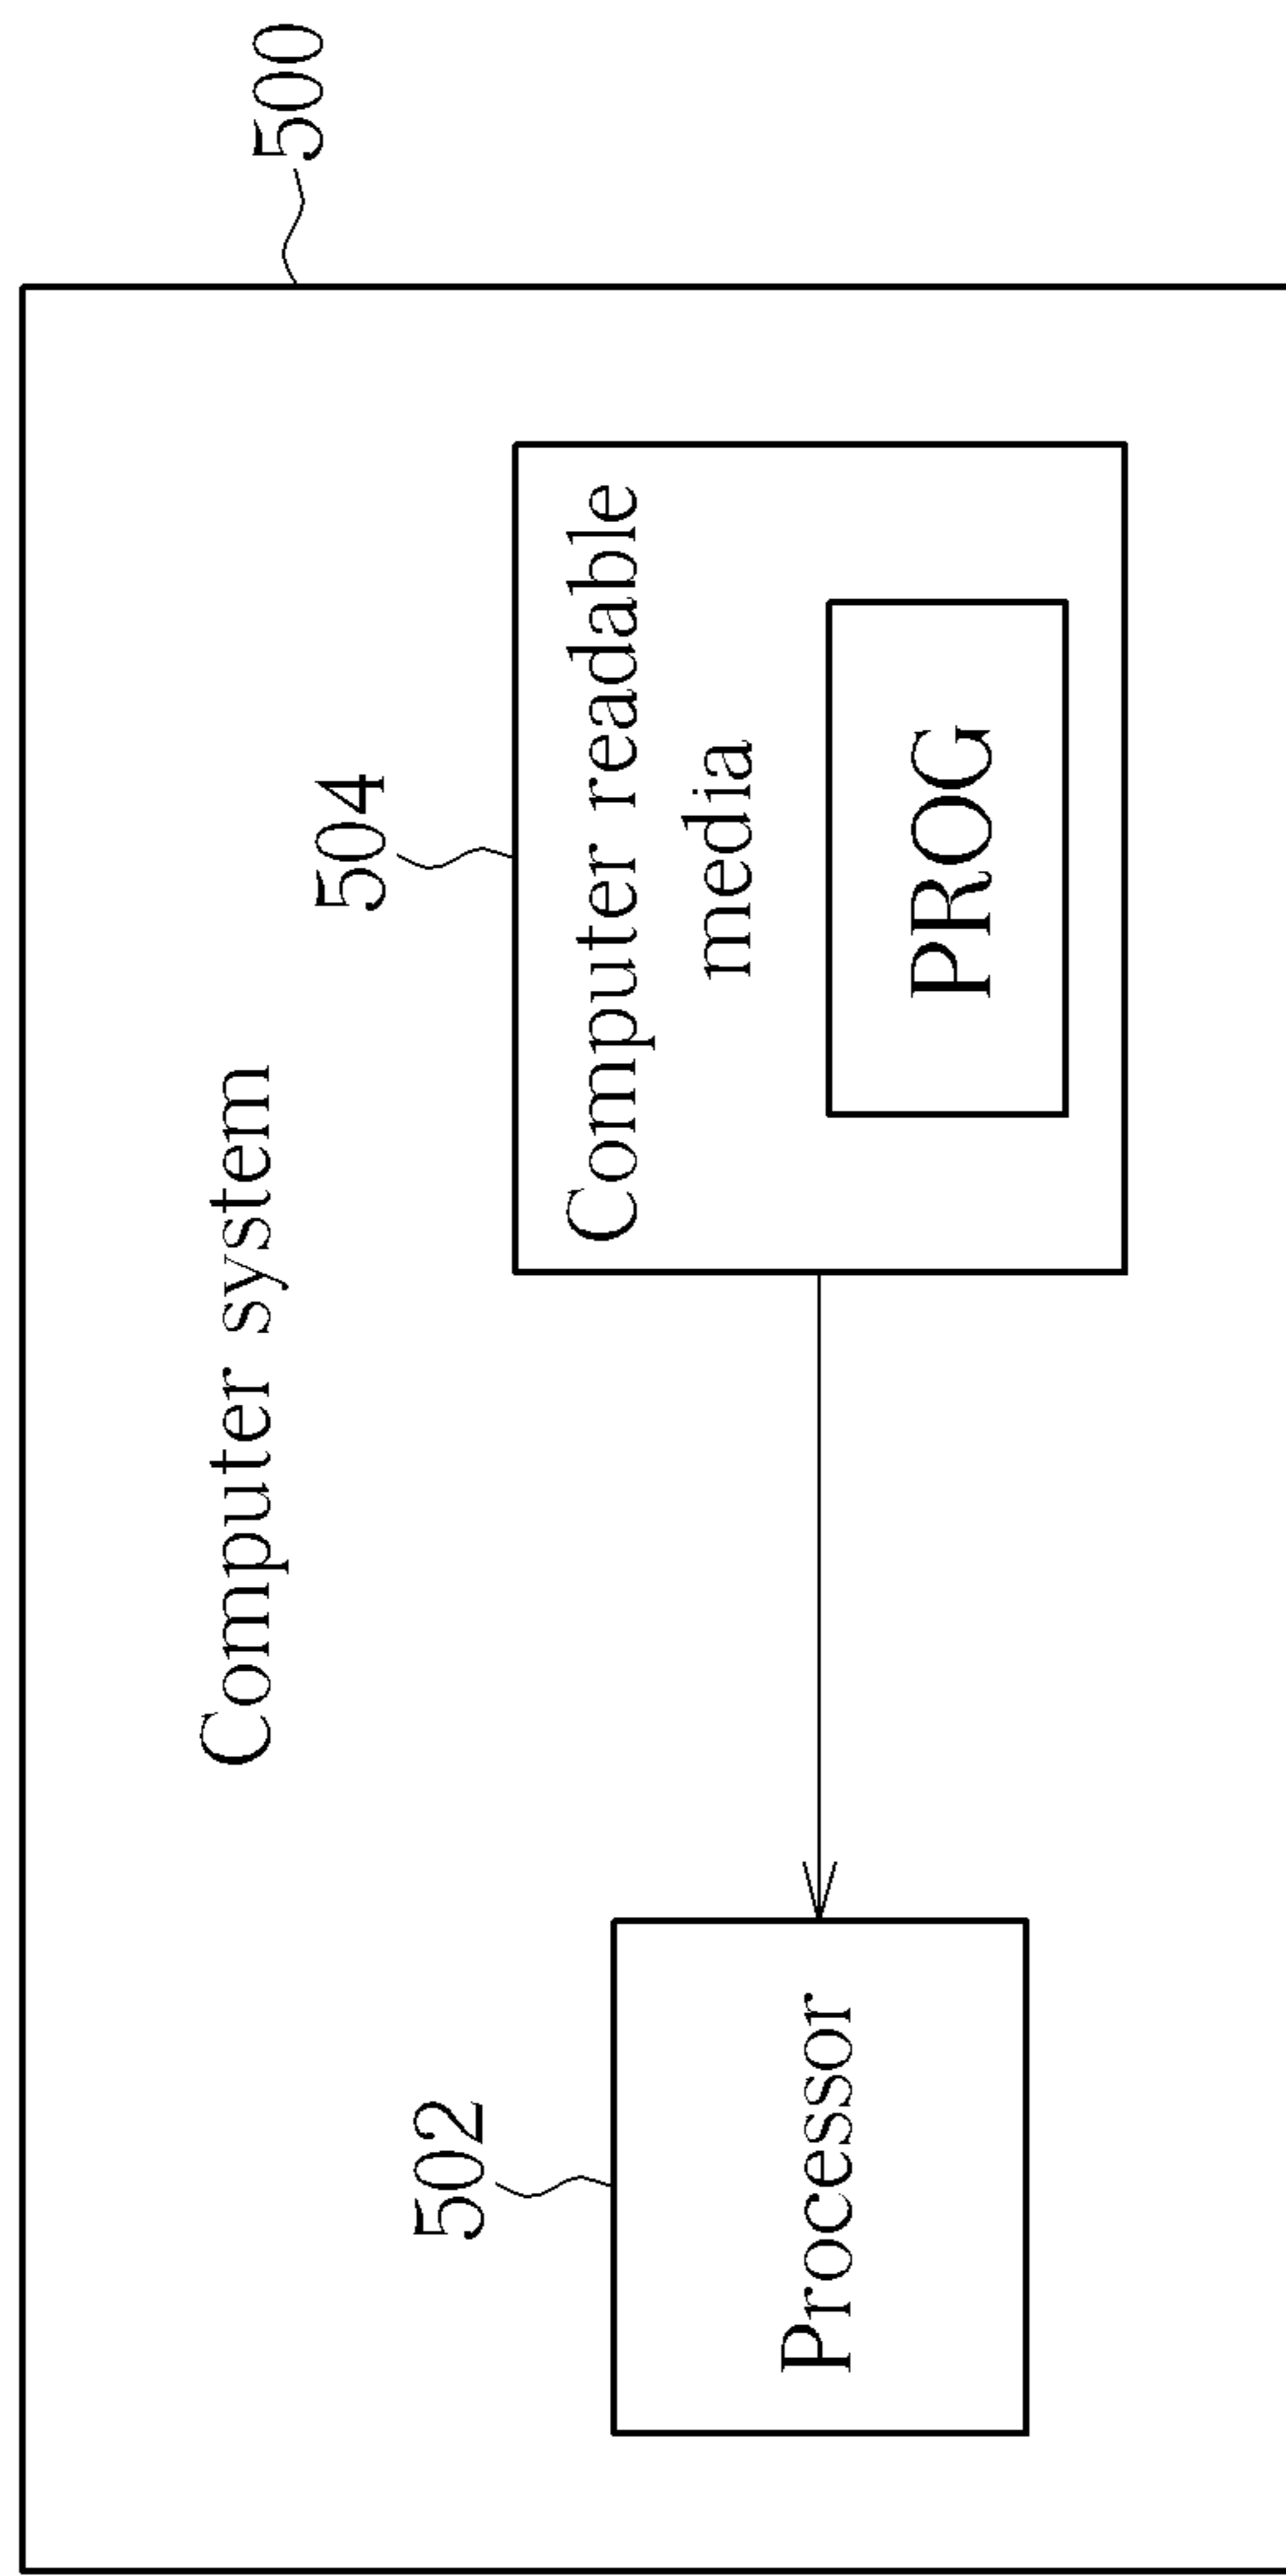 500
Computer system
504
502
Computer readable
media
Processor
PROG